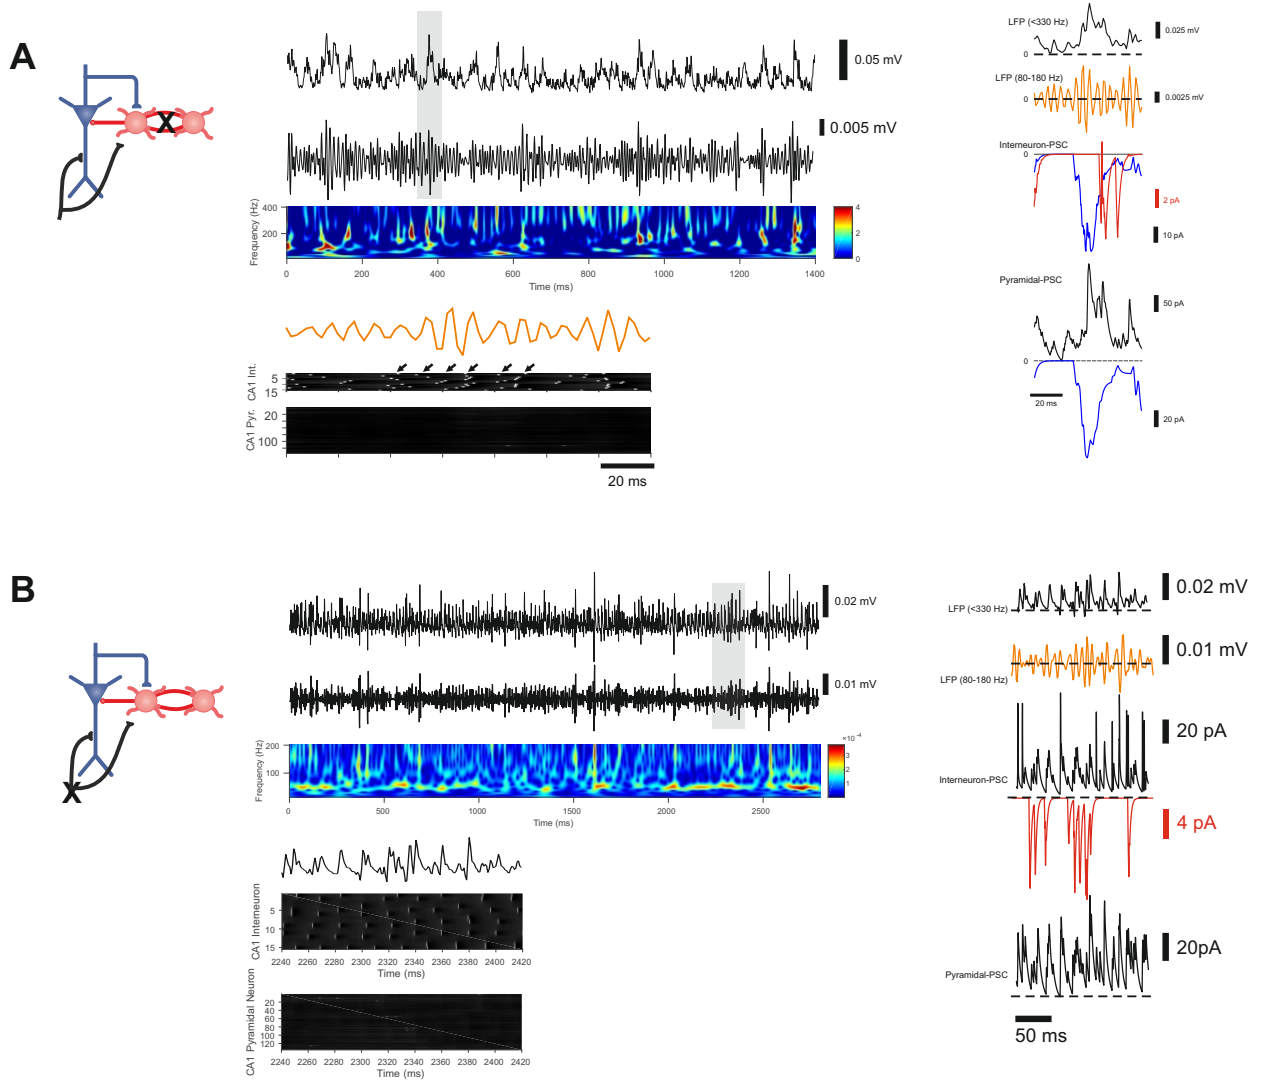 A
X
0.05 mV
0.005 mV
Frequency (Hz)
400
200
4
2
0
0 200 400 600 800 1000 1200 1400
Time (ms)
CA1 Int.
5
15
CA1 Pyr.
20
100
20 ms
LFP (<330 Hz)
0
0.025 mV
LFP (80-180 Hz)
0
0.0025 mV
Interneuron-PSC
0
2 pA
10 pA
Pyramidal-PSC
50 pA
0
20 ms
20 pA
B
X
0.02 mV
0.01 mV
Frequency (Hz)
200
100
×10⁻⁴
3
2
1
0 500 1000 1500 2000 2500
Time (ms)
CA1 Interneuron
5
10
15
2240 2260 2280 2300 2320 2340 2360 2380 2400 2420
Time (ms)
CA1 Pyramidal Neuron
20
40
60
80
100
120
2240 2260 2280 2300 2320 2340 2360 2380 2400 2420
Time (ms)
LFP (<330 Hz)
0.02 mV
LFP (80-180 Hz)
0.01 mV
Interneuron-PSC
20 pA
4 pA
Pyramidal-PSC
20pA
50 ms